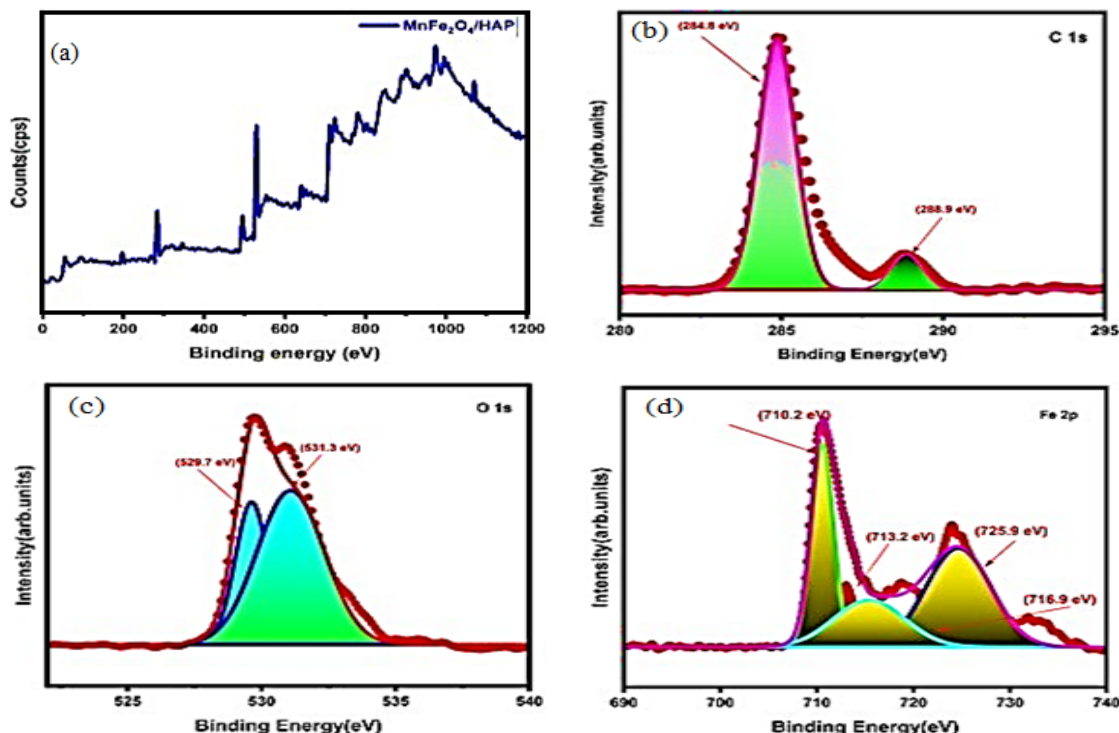 (a)
MnFe₂O₄/HAP
Counts(cps)
0 200 400 600 800 1000 1200
Binding energy (eV)
(b)
C 1s
(284.8 eV)
(288.9 eV)
Intensity(arb.units)
280 285 290 295
Binding Energy(eV)
(c)
O 1s
(529.7 eV)
(531.3 eV)
Intensity(arb.units)
525 530 535 540
Binding Energy(eV)
(d)
Fe 2p
(710.2 eV)
(713.2 eV)
(725.9 eV)
(716.9 eV)
Intensity(arb.units)
690 700 710 720 730 740
Binding Energy(eV)